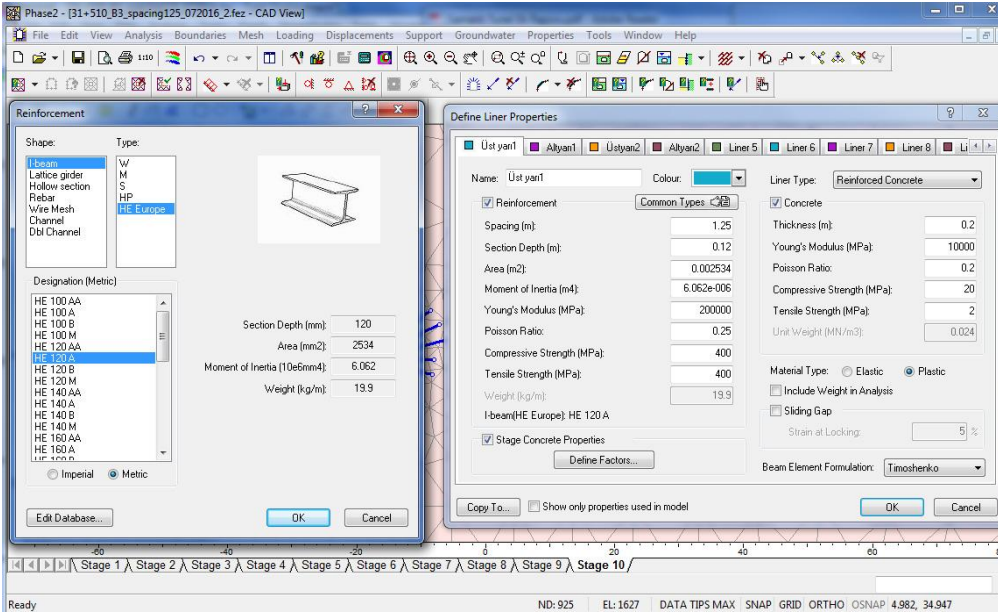 Phase2 - [31+510_B3_spacing125_072016_2.fez - CAD View]
File Edit View Analysis Boundaries Mesh Loading Displacements Support Groundwater Properties Tools Window Help
1:10
Reinforcement
Shape:
I-beam
Lattice girder
Hollow section
Rebar
Wire Mesh
Channel
Dbl Channel
Type:
W
M
S
HP
HE Europe
Designation (Metric)
HE 100 AA
HE 100 A
HE 100 B
HE 100 M
HE 120 AA
HE 120 A
HE 120 B
HE 120 M
HE 140 AA
HE 140 A
HE 140 B
HE 140 M
HE 160 AA
HE 160 A
Imperial Metric
Section Depth (mm): 120
Area (mm2): 2534
Moment of Inertia (10e6mm4): 6.062
Weight (kg/m): 19.9
Edit Database... OK Cancel
Define Liner Properties
Üst yarı1 Altyarı1 Üstyarı2 Altyarı2 Liner 5 Liner 6 Liner 7 Liner 8 Li
Name: Üst yarı1 Colour: Liner Type: Reinforced Concrete
Reinforcement Common Types
Spacing (m): 1.25
Section Depth (m): 0.12
Area (m2): 0.002534
Moment of Inertia (m4): 6.062e-006
Young's Modulus (MPa): 200000
Poisson Ratio: 0.25
Compressive Strength (MPa): 400
Tensile Strength (MPa): 400
Weight (kg/m): 19.9
I-beam(HE Europe): HE 120 A
Stage Concrete Properties
Define Factors...
Concrete
Thickness (m): 0.2
Young's Modulus (MPa): 10000
Poisson Ratio: 0.2
Compressive Strength (MPa): 20
Tensile Strength (MPa): 2
Unit Weight (MN/m3): 0.024
Material Type: Elastic Plastic
Include Weight in Analysis
Sliding Gap
Strain at Locking: 5 %
Beam Element Formulation: Timoshenko
Copy To... Show only properties used in model OK Cancel
-60 -40 -20 0 20 40 60
Stage 1 Stage 2 Stage 3 Stage 4 Stage 5 Stage 6 Stage 7 Stage 8 Stage 9 Stage 10
Ready ND: 925 EL: 1627 DATA TIPS MAX SNAP GRID ORTHO OSNAP 4.982, 34.947